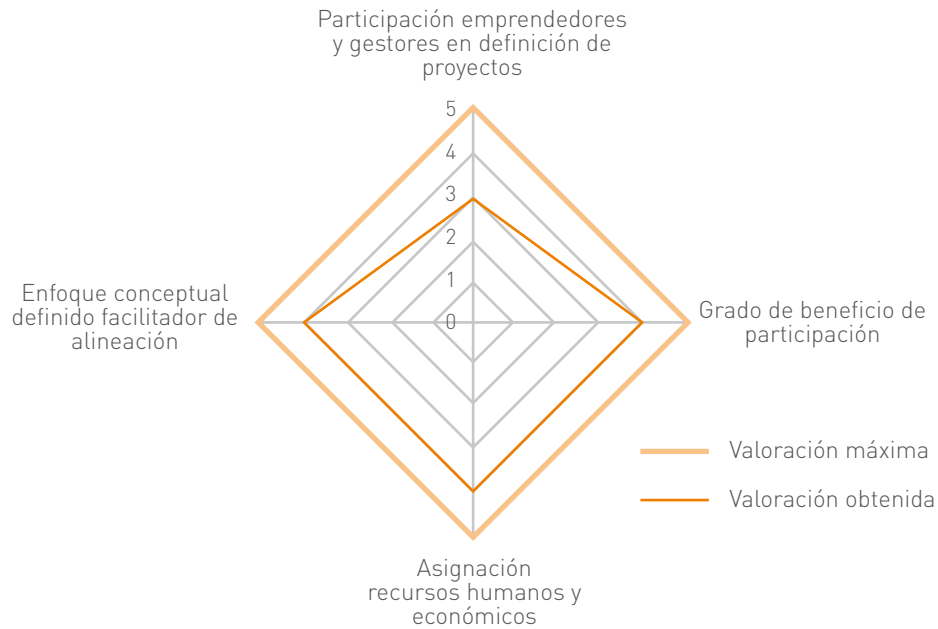 Participación emprendedores
y gestores en definición de
proyectos
5
4
3
2
1
0
Enfoque conceptual
definido facilitador de
alineación
Grado de beneficio de
participación
Valoración máxima
Valoración obtenida
Asignación
recursos humanos y
económicos